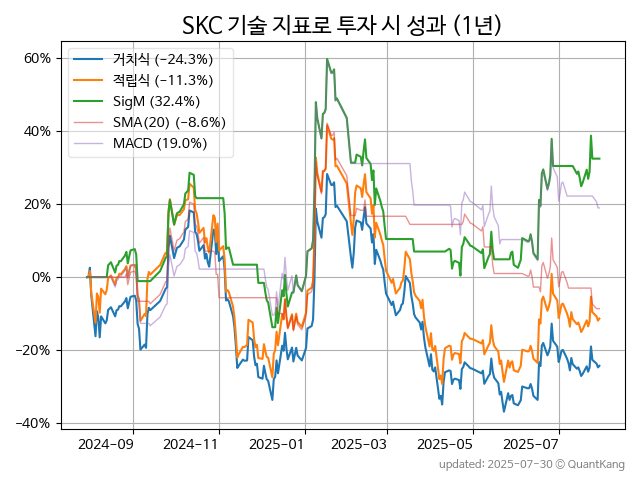 SKC 기술 지표로 투자 시 성과 (1년)
거치식 (−24.3%)
적립식 (−11.3%)
SigM (32.4%)
SMA(20) (−8.6%)
MACD (19.0%)
60%
40%
20%
0%
−20%
−40%
2024-09
2024-11
2025-01
2025-03
2025-05
2025-07
updated: 2025-07-30 © QuantKang